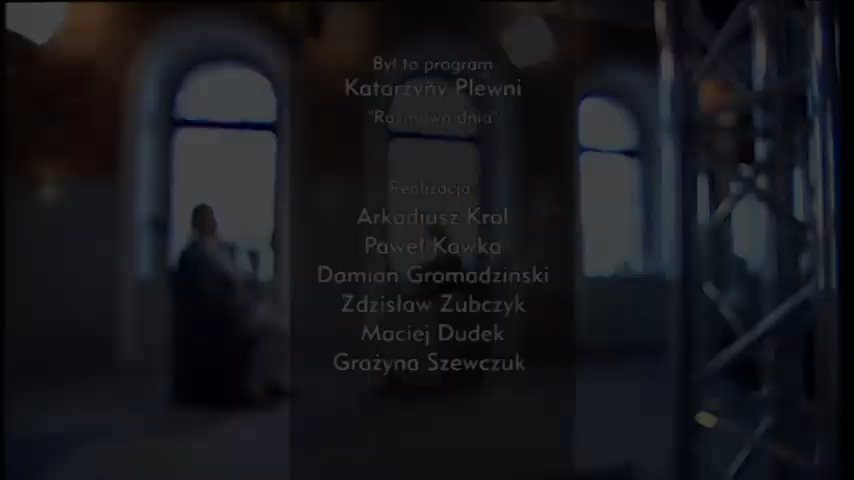 Był to program
Katarzyny Plewni
"Rozmowa dnia"
Realizacja
Arkadiusz Krol
Paweł Kawka
Damian Gromadziński
Zdzisław Zubczyk
Maciej Dudek
Grażyna Szewczuk